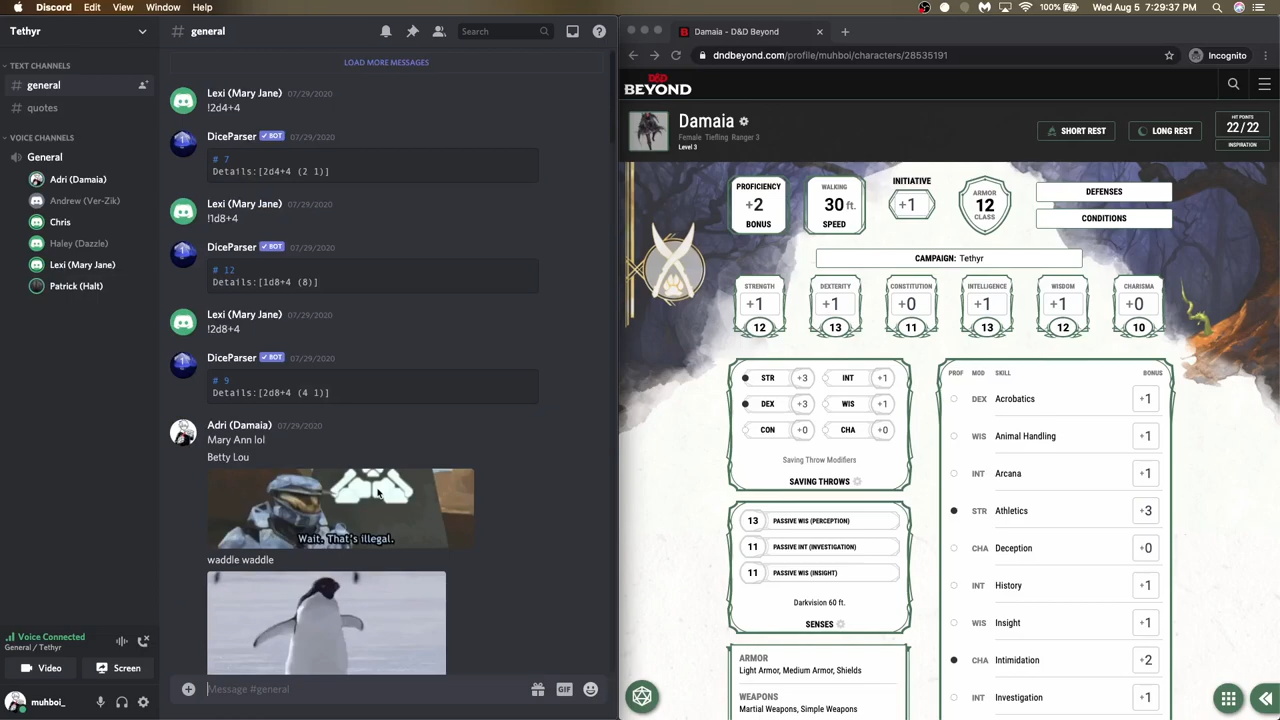 Discord File Edit View Window Help
Wed 7:29:37 PM
Tethyr
general
Search
TEXT CHANNELS
general
quotes
VOICE CHANNELS
General
Adri (Damaia)
Andrew (Ver-Zik)
Chris
Haley (Dazzle)
Lexi (Mary Jane)
Patrick (Halt)
Voice Connected
General / Tethyr
Video
Screen
muhboi_
LOAD MORE MESSAGES
Lexi (Mary Jane) 07/29/2020
!2d4+4
DiceParser BOT 07/29/2020
# 7
Details:[2d4+4 (2 1)]
Lexi (Mary Jane) 07/29/2020
!1d8+4
DiceParser BOT 07/29/2020
# 12
Details:[1d8+4 (8)]
Lexi (Mary Jane) 07/29/2020
!2d8+4
DiceParser BOT 07/29/2020
# 9
Details:[2d8+4 (4 1)]
Adri (Damaia) 07/29/2020
Mary Ann lol
Betty Lou
Wait. That's illegal.
waddle waddle
Message #general
GIF
Damaia - D&D Beyond
dndbeyond.com/profile/muhboi/characters/28535191
Incognito
D&D
BEYOND
Damaia
Female Tiefling Ranger 3
Level 3
SHORT REST
LONG REST
HIT POINTS
22/22
INSPIRATION
PROFICIENCY
+2
BONUS
WALKING
30 ft.
SPEED
INITIATIVE
+1
ARMOR
12
CLASS
DEFENSES
CONDITIONS
CAMPAIGN: Tethyr
STRENGTH
+1
12
DEXTERITY
+1
13
CONSTITUTION
+0
11
INTELLIGENCE
+1
13
WISDOM
+1
12
CHARISMA
+0
10
STR +3 INT +1
DEX +3 WIS +1
CON +0 CHA +0
Saving Throw Modifiers
SAVING THROWS
13 PASSIVE WIS (PERCEPTION)
11 PASSIVE INT (INVESTIGATION)
11 PASSIVE WIS (INSIGHT)
Darkvision 60 ft.
SENSES
ARMOR
Light Armor, Medium Armor, Shields
WEAPONS
Martial Weapons, Simple Weapons
PROF MOD SKILL BONUS
DEX Acrobatics +1
WIS Animal Handling +1
INT Arcana +1
STR Athletics +3
CHA Deception +0
INT History +1
WIS Insight +1
CHA Intimidation +2
INT Investigation +1